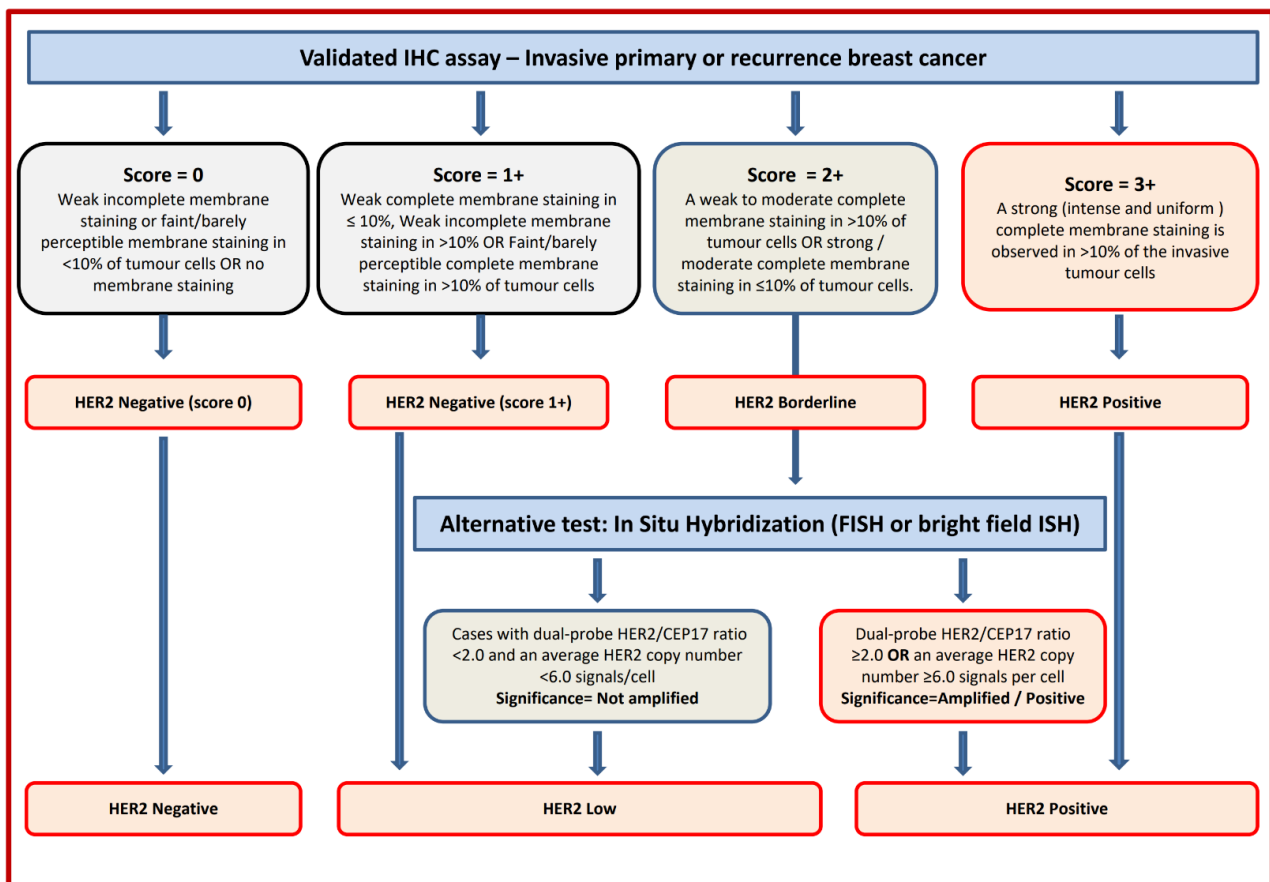 Validated IHC assay – Invasive primary or recurrence breast cancer
Score = 0
Weak incomplete membrane
staining or faint/barely
perceptible membrane staining in
<10% of tumour cells OR no
membrane staining
Score = 1+
Weak complete membrane staining in
≤ 10%, Weak incomplete membrane
staining in >10% OR Faint/barely
perceptible complete membrane
staining in >10% of tumour cells
Score = 2+
A weak to moderate complete
membrane staining in >10% of
tumour cells OR strong /
moderate complete membrane
staining in ≤10% of tumour cells.
Score = 3+
A strong (intense and uniform )
complete membrane staining is
observed in >10% of the invasive
tumour cells
HER2 Negative (score 0)
HER2 Negative (score 1+)
HER2 Borderline
HER2 Positive
Alternative test: In Situ Hybridization (FISH or bright field ISH)
Cases with dual-probe HER2/CEP17 ratio
<2.0 and an average HER2 copy number
<6.0 signals/cell
Significance= Not amplified
Dual-probe HER2/CEP17 ratio
≥2.0 OR an average HER2 copy
number ≥6.0 signals per cell
Significance=Amplified / Positive
HER2 Negative
HER2 Low
HER2 Positive